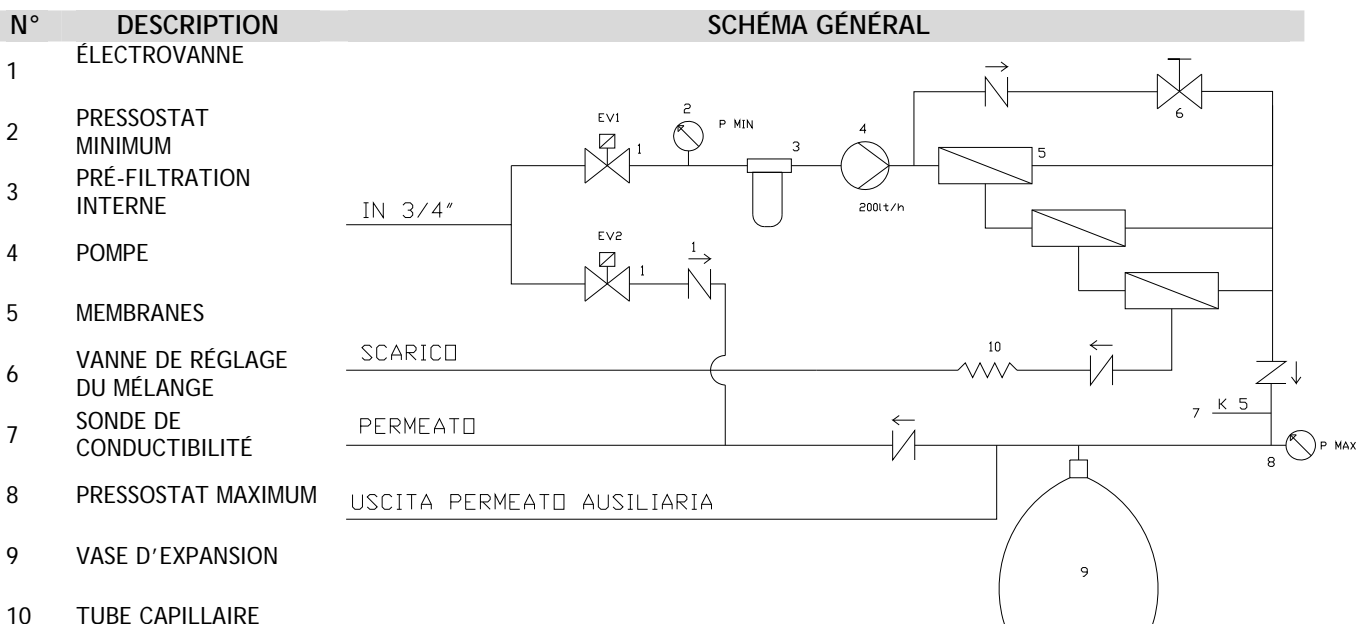 N° DESCRIPTION SCHÉMA GÉNÉRAL
1 ÉLECTROVANNE
2 PRESSOSTAT
MINIMUM
3 PRÉ-FILTRATION
INTERNE
4 POMPE
5 MEMBRANES
6 VANNE DE RÉGLAGE
DU MÉLANGE
7 SONDE DE
CONDUCTIBILITÉ
8 PRESSOSTAT MAXIMUM
9 VASE D'EXPANSION
10 TUBE CAPILLAIRE
6
EV1
1
2
P MIN
3
4
200lt/h
5
IN 3/4"
EV2
1
1
SCARICO
10
7 K 5
PERMEATO
8
P MAX
USCITA PERMEATO AUSILIARIA
9